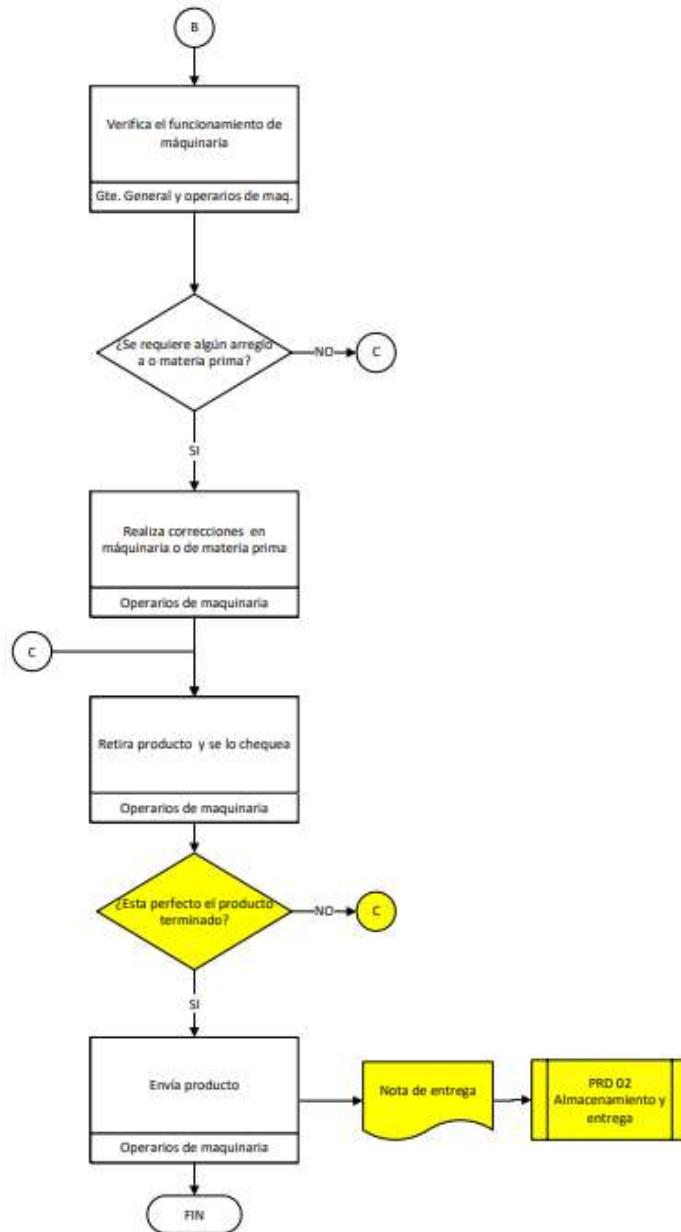 B
Verifica el funcionamiento de
máquinaria
Gte. General y operarios de maq.
¿Se requiere algún arreglo
a o materia prima?
NO
C
SI
Realiza correcciones en
máquinaria o de materia prima
Operarios de maquinaria
C
Retira producto y se lo chequea
Operarios de maquinaria
¿Esta perfecto el producto
terminado?
NO
C
SI
Envía producto
Operarios de maquinaria
Nota de entrega
PRD 02
Almacenamiento y
entrega
FIN